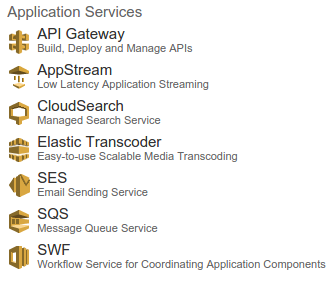 Application Services
API Gateway
Build, Deploy and Manage APIs
AppStream
Low Latency Application Streaming
CloudSearch
Managed Search Service
Elastic Transcoder
Easy-to-use Scalable Media Transcoding
SES
Email Sending Service
SQS
Message Queue Service
SWF
Workflow Service for Coordinating Application Components